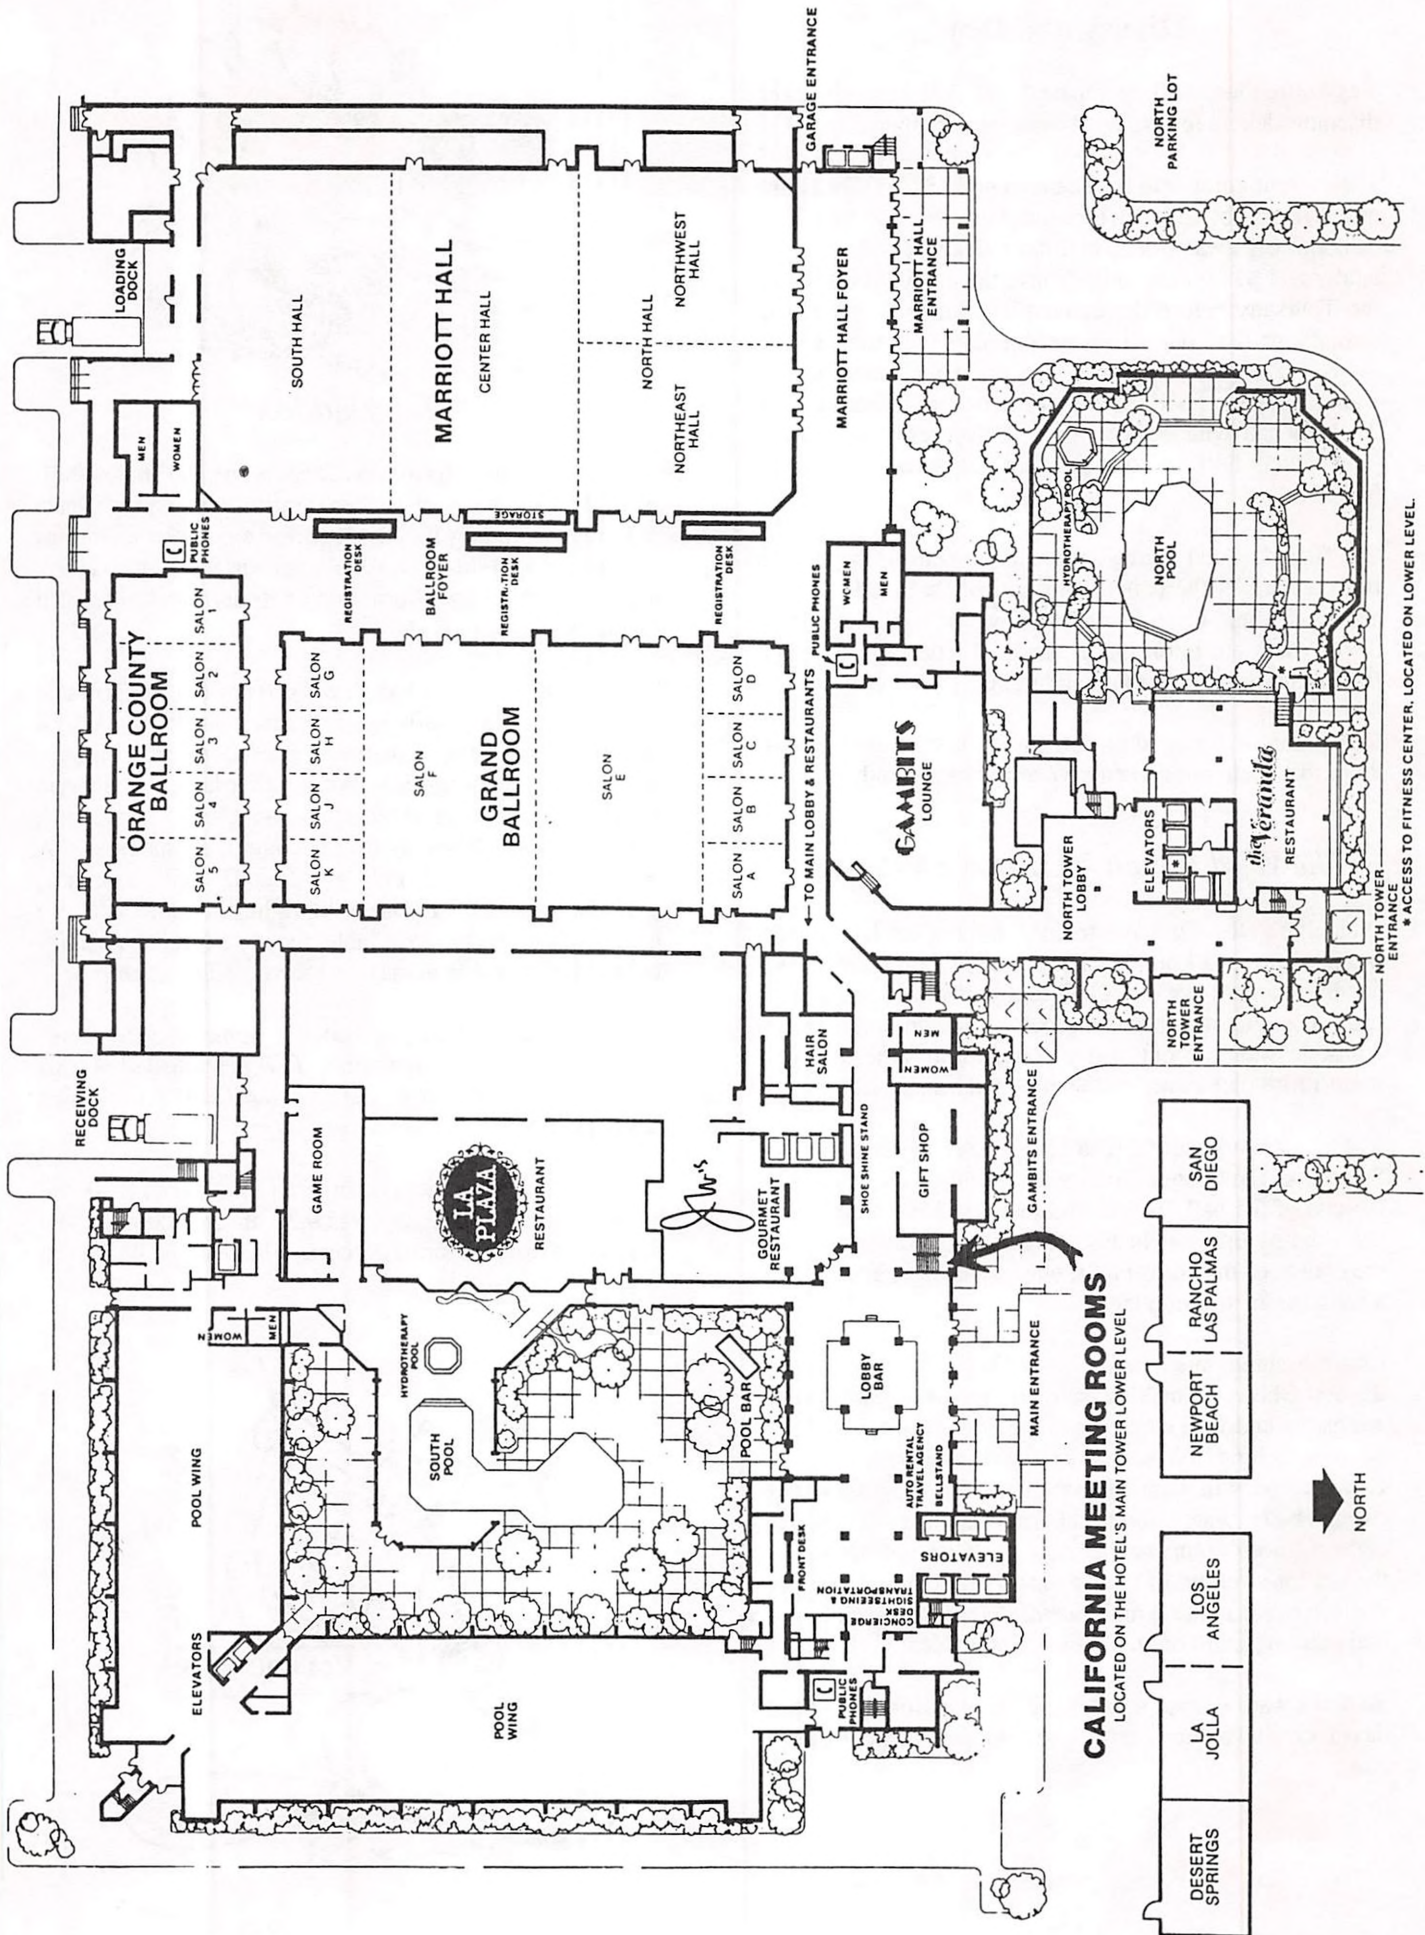 LOADING
DOCK
MEN
WOMEN
PUBLIC
PHONES
SOUTH HALL
MARRIOTT HALL
CENTER HALL
NORTH HALL
NORTHWEST
HALL
NORTHEAST
HALL
GARAGE ENTRANCE
MARRIOTT HALL FOYER
MARRIOTT HALL
ENTRANCE
NORTH
PARKING LOT
REGISTRATION
DESK
BALLROOM
FOYER
STORAGE
REGISTRATION
DESK
REGISTRATION
DESK
ORANGE COUNTY
BALLROOM
SALON
1
SALON
2
SALON
3
SALON
4
SALON
5
SALON
G
SALON
H
SALON
J
SALON
K
SALON
F
GRAND
BALLROOM
SALON
E
SALON
D
SALON
C
SALON
B
SALON
A
TO MAIN LOBBY & RESTAURANTS
PUBLIC PHONES
WOMEN
MEN
GAMBITS
LOUNGE
HYDROTHERAPY POOL
NORTH
POOL
*
NORTH TOWER
LOBBY
ELEVATORS
*
the Veranda
RESTAURANT
NORTH TOWER
ENTRANCE
* ACCESS TO FITNESS CENTER, LOCATED ON LOWER LEVEL.
NORTH
TOWER
ENTRANCE
RECEIVING
DOCK
GAME ROOM
LA
PLAZA
RESTAURANT
JW's
GOURMET
RESTAURANT
HAIR
SALON
SHOE SHINE STAND
MEN
WOMEN
GIFT SHOP
GAMBITS ENTRANCE
WOMEN
MEN
HYDROTHERAPY
POOL
SOUTH
POOL
POOL BAR
LOBBY
BAR
MAIN ENTRANCE
POOL WING
ELEVATORS
POOL
WING
AUTO RENTAL
TRAVEL AGENCY
BELLSTAND
FRONT DESK
ELEVATORS
CONCIERGE
DESK
SIGHTSEEING &
TRANSPORTATION
PUBLIC
PHONES
CALIFORNIA MEETING ROOMS
LOCATED ON THE HOTEL'S MAIN TOWER LOWER LEVEL
DESERT
SPRINGS
LA
JOLLA
LOS
ANGELES
NORTH
NEWPORT
BEACH
RANCHO
LAS PALMAS
SAN
DIEGO